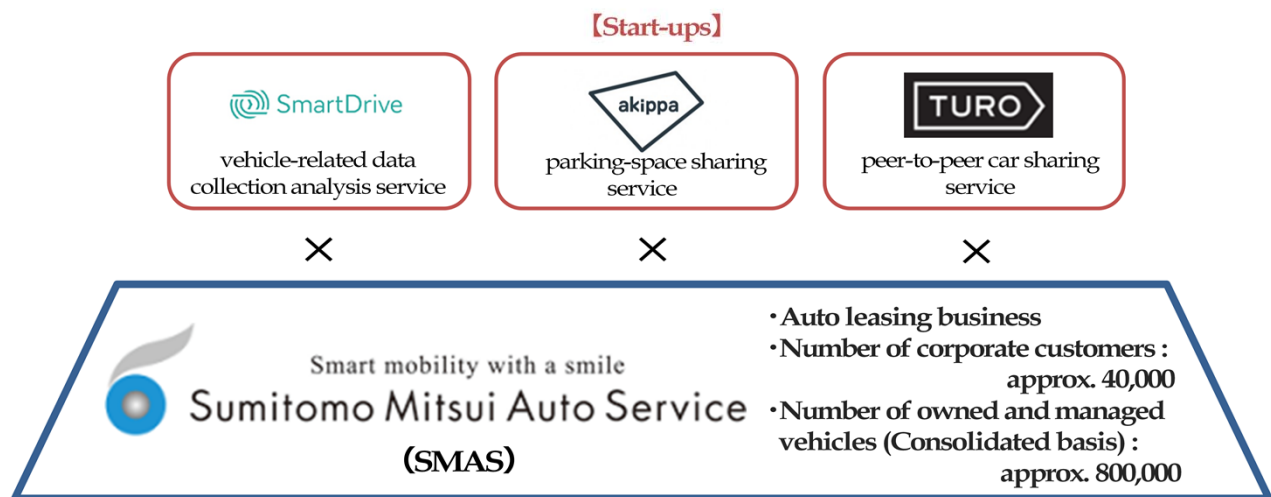 【Start-ups】
SmartDrive
vehicle-related data
collection analysis service
akippa
parking-space sharing
service
TURO
peer-to-peer car sharing
service
×
×
×
Smart mobility with a smile
Sumitomo Mitsui Auto Service
(SMAS)
・Auto leasing business
・Number of corporate customers :
approx. 40,000
・Number of owned and managed
vehicles (Consolidated basis) :
approx. 800,000